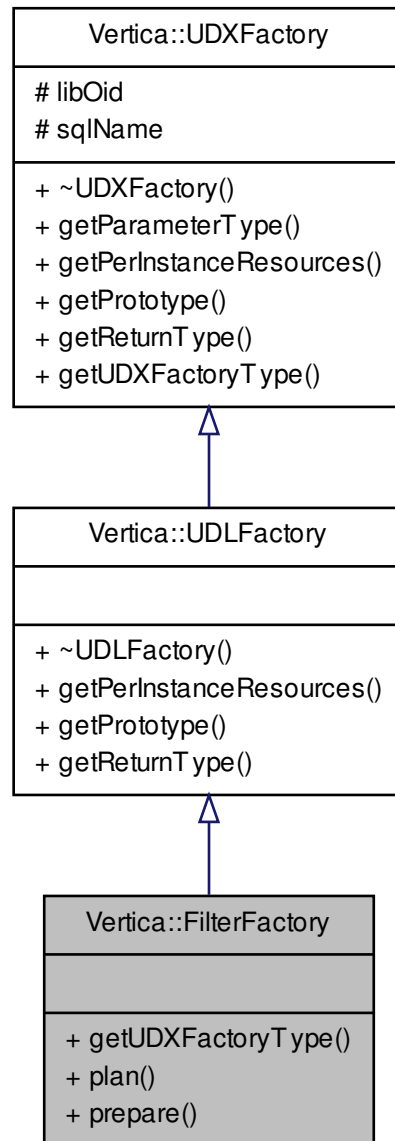 Vertica::UDXFactory
# libOid
# sqlName
+ ~UDXFactory()
+ getParameterType()
+ getPerInstanceResources()
+ getPrototype()
+ getReturnType()
+ getUDXFactoryType()
Vertica::UDLFactory
+ ~UDLFactory()
+ getPerInstanceResources()
+ getPrototype()
+ getReturnType()
Vertica::FilterFactory
+ getUDXFactoryType()
+ plan()
+ prepare()